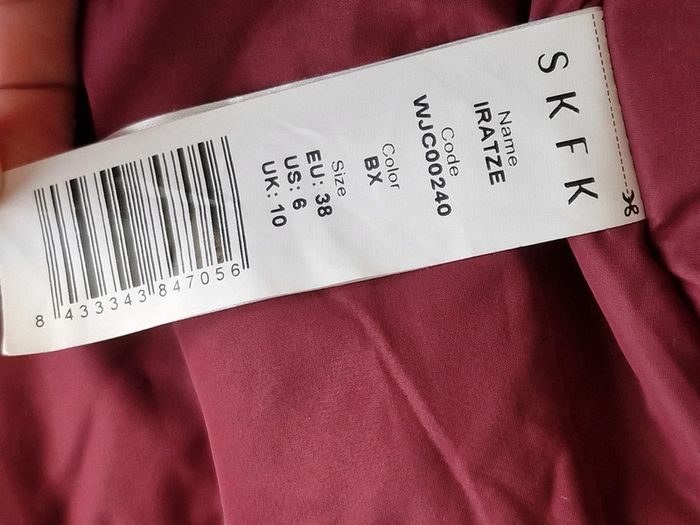 SKFK
Name
IRATZE
Code
WJC00240
Color
BX
Size
EU: 38
US: 6
UK: 10
8 433343 847056